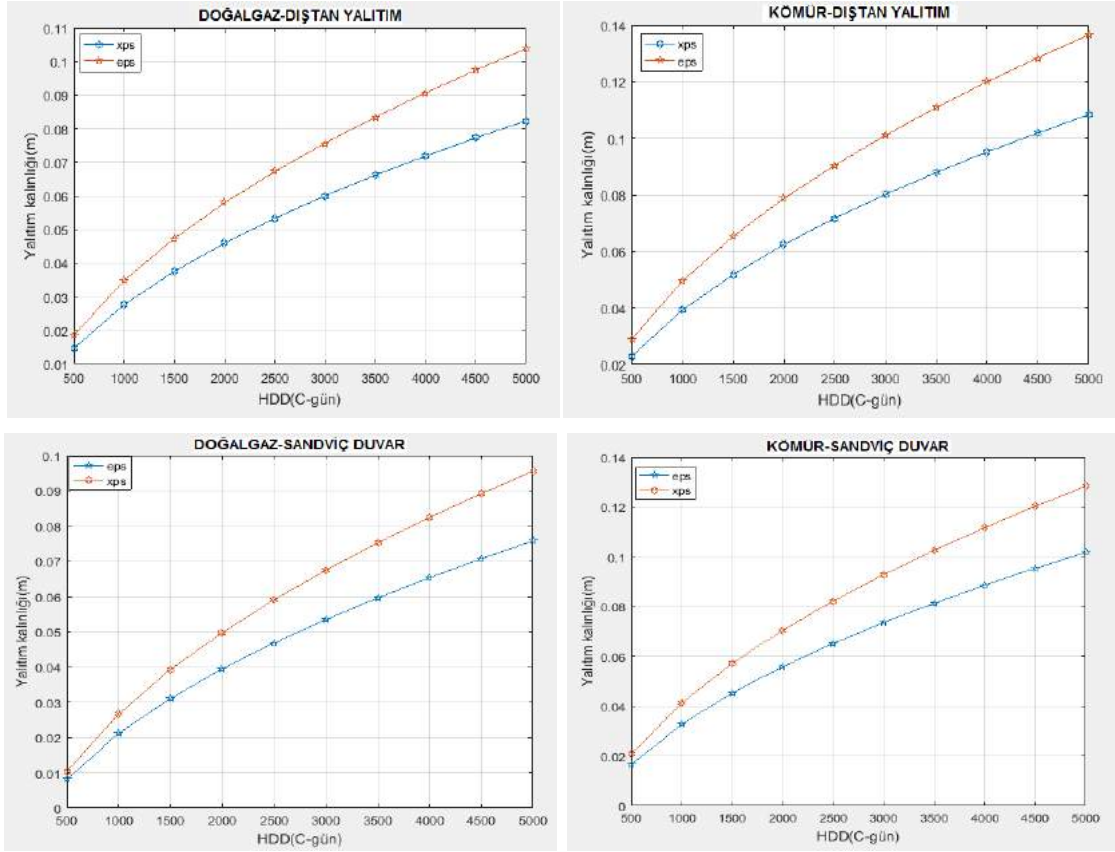 DOĞALGAZ-DIŞTAN YALITIM
xps
eps
0.11
0.1
0.09
0.08
0.07
0.06
0.05
0.04
0.03
0.02
0.01
Yalıtım kalınlığı(m)
500 1000 1500 2000 2500 3000 3500 4000 4500 5000
HDD(C-gün)
KÖMÜR-DIŞTAN YALITIM
xps
eps
0.14
0.12
0.1
0.08
0.06
0.04
0.02
Yalıtım kalınlığı(m)
500 1000 1500 2000 2500 3000 3500 4000 4500 5000
HDD(C-gün)
DOĞALGAZ-SANDVİÇ DUVAR
eps
xps
0.1
0.09
0.08
0.07
0.06
0.05
0.04
0.03
0.02
0.01
0
Yalıtım kalınlığı(m)
500 1000 1500 2000 2500 3000 3500 4000 4500 5000
HDD(C-gün)
KÖMÜR-SANDVİÇ DUVAR
eps
xps
0.14
0.12
0.1
0.08
0.06
0.04
0.02
0
Yalıtım kalınlığı(m)
500 1000 1500 2000 2500 3000 3500 4000 4500 5000
HDD(C-gün)